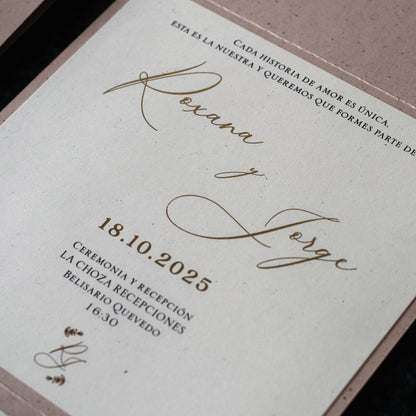 CADA HISTORIA DE AMOR ES ÚNICA.
ESTA ES LA NUESTRA Y QUEREMOS QUE FORMES PARTE DE
Roxana
y
Jorge
18.10.2025
CEREMONIA Y RECEPCIÓN
LA CHOZA RECEPCIONES
BELISARIO QUEVEDO
16:30
RJ